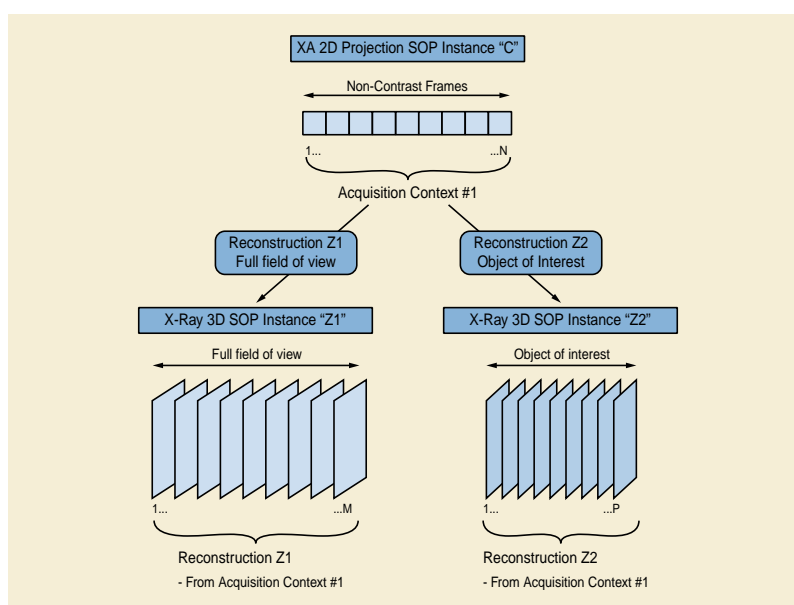 XA 2D Projection SOP Instance “C”
Non-Contrast Frames
1...
...N
Acquisition Context #1
Reconstruction Z1
Full field of view
Reconstruction Z2
Object of Interest
X-Ray 3D SOP Instance “Z1”
X-Ray 3D SOP Instance “Z2”
Full field of view
Object of interest
1...
...M
1...
...P
Reconstruction Z1
- From Acquisition Context #1
Reconstruction Z2
- From Acquisition Context #1